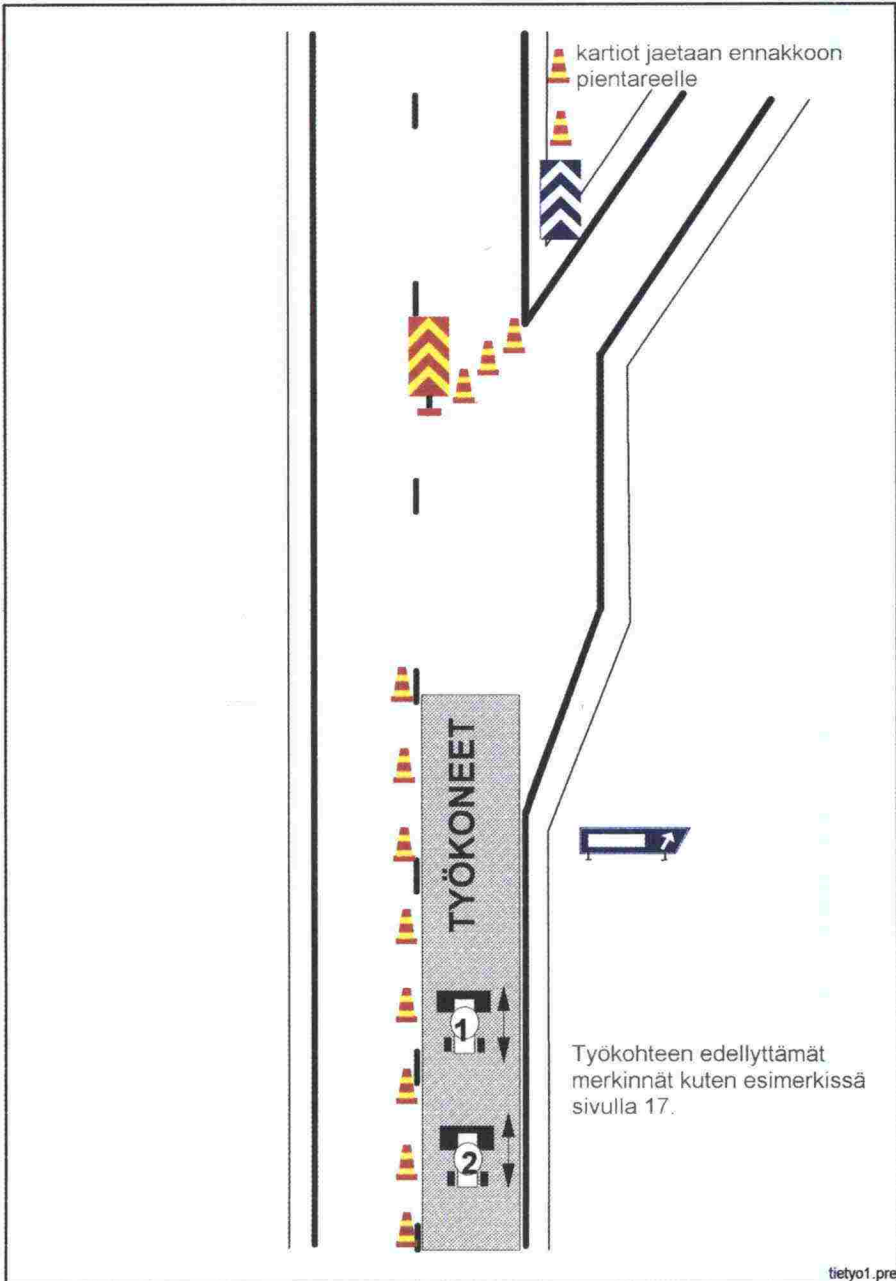 kartiot jaetaan ennakkoon
pientareelle
TYÖKONEET
1
2
Työkohteen edellyttämät
merkinnät kuten esimerkissä
sivulla 17.
tietyo1.pre